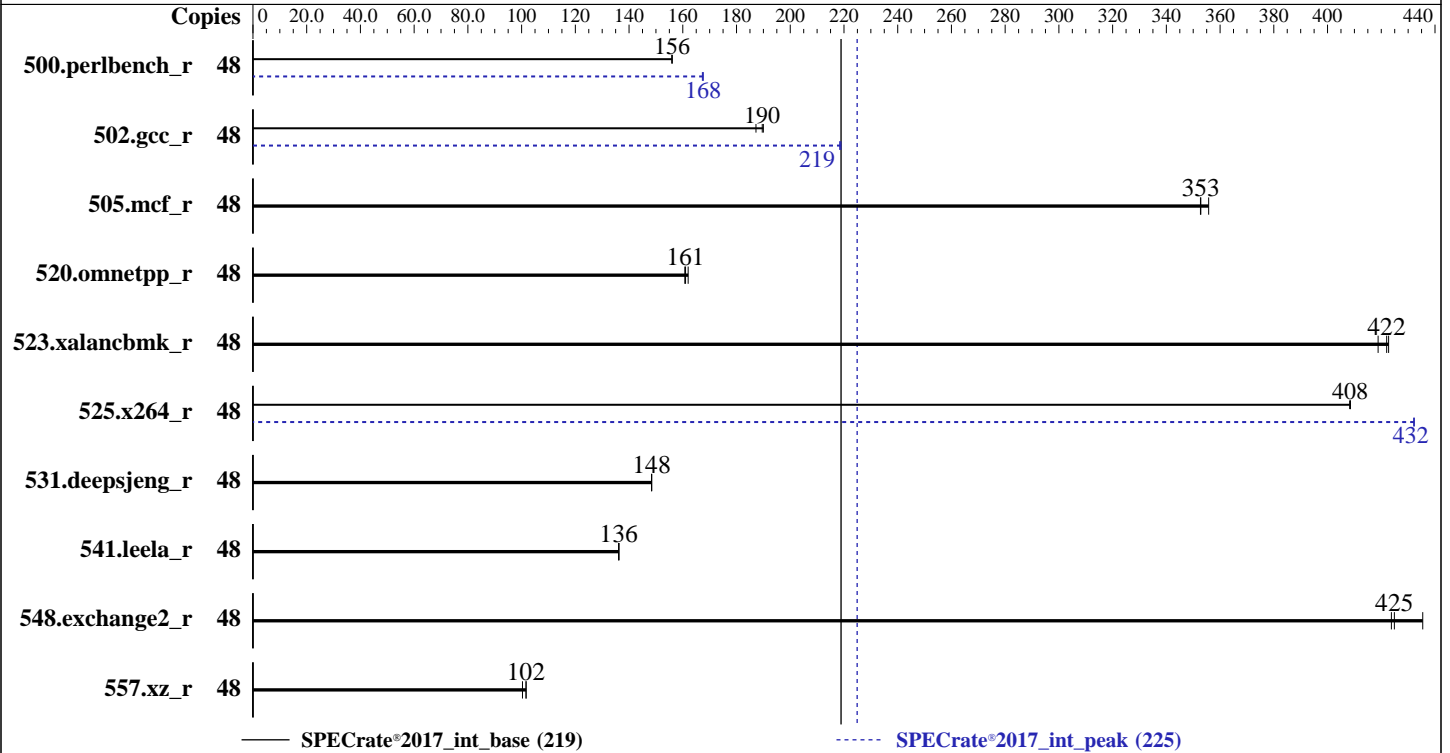 Copies 0 20.0 40.0 60.0 80.0 100 120 140 160 180 200 220 240 260 280 300 320 340 360 380 400 440
156
500.perlbench_r 48
168
190
502.gcc_r 48
219
353
505.mcf_r 48
161
520.omnetpp_r 48
422
523.xalancbmk_r 48
408
525.x264_r 48
432
148
531.deepsjeng_r 48
136
541.leela_r 48
425
548.exchange2_r 48
102
557.xz_r 48
SPECrate®2017_int_base (219) SPECrate®2017_int_peak (225)